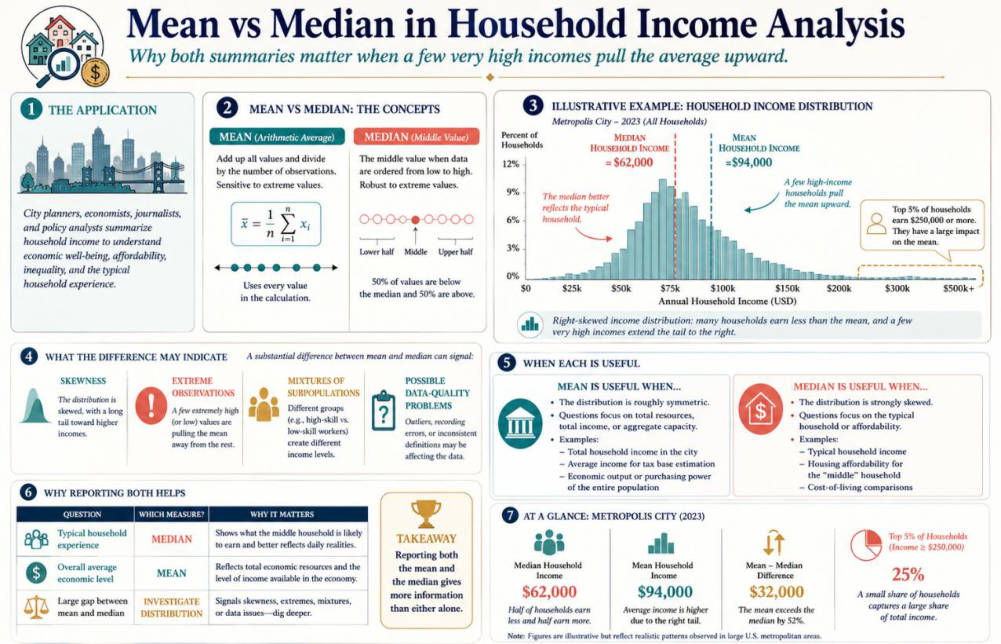 Mean vs Median in Household Income Analysis
Why both summaries matter when a few very high incomes pull the average upward.
$
1 THE APPLICATION
City planners, economists, journalists,
and policy analysts summarize
household income to understand
economic well-being, affordability,
inequality, and the typical
household experience.
2 MEAN VS MEDIAN: THE CONCEPTS
MEAN (Arithmetic Average)
Add up all values and divide
by the number of observations.
Sensitive to extreme values.
x̄ = 1/n ∑ i=1 n xi
Uses every value
in the calculation.
MEDIAN (Middle Value)
The middle value when data
are ordered from low to high.
Robust to extreme values.
Lower half Middle Upper half
50% of values are below
the median and 50% are above.
3 ILLUSTRATIVE EXAMPLE: HOUSEHOLD INCOME DISTRIBUTION
Metropolis City – 2023 (All Households)
Percent of
Households
12%
9%
6%
3%
0%
MEDIAN
HOUSEHOLD INCOME
= $62,000
MEAN
HOUSEHOLD INCOME
=$94,000
The median better
reflects the typical
household.
A few high-income
households pull
the mean upward.
Top 5% of households
earn $250,000 or more.
They have a large impact
on the mean.
$0 $25k $50k $75k $100k $150k $200k $300k $500k+
Annual Household Income (USD)
Right-skewed income distribution: many households earn less than the mean, and a few
very high incomes extend the tail to the right.
4 WHAT THE DIFFERENCE MAY INDICATE A substantial difference between mean and median can signal:
SKEWNESS
The distribution is
skewed, with a long
tail toward higher
incomes.
!
EXTREME
OBSERVATIONS
A few extremely high
(or low) values are
pulling the mean
away from the rest.
MIXTURES OF
SUBPOPULATIONS
Different groups
(e.g., high-skill vs.
low-skill workers)
create different
income levels.
?
POSSIBLE
DATA-QUALITY
PROBLEMS
Outliers, recording
errors, or inconsistent
definitions may be
affecting the data.
5 WHEN EACH IS USEFUL
MEAN IS USEFUL WHEN...
• The distribution is roughly symmetric.
• Questions focus on total resources,
total income, or aggregate capacity.
• Examples:
– Total household income in the city
– Average income for tax base estimation
– Economic output or purchasing power
of the entire population
$
MEDIAN IS USEFUL WHEN...
• The distribution is strongly skewed.
• Questions focus on the typical
household or affordability.
• Examples:
– Typical household income
– Housing affordability for
the "middle" household
– Cost-of-living comparisons
6 WHY REPORTING BOTH HELPS
QUESTION WHICH MEASURE? WHY IT MATTERS
Typical household
experience
MEDIAN
Shows what the middle household is likely
to earn and better reflects daily realities.
$
Overall average
economic level
MEAN
Reflects total economic resources and the
level of income available in the economy.
Large gap between
mean and median
INVESTIGATE
DISTRIBUTION
Signals skewness, extremes, mixtures,
or data issues—dig deeper.
TAKEAWAY
Reporting both
the mean and
the median gives
more information
than either alone.
7 AT A GLANCE: METROPOLIS CITY (2023)
Median Household
Income
$62,000
Half of households earn
less and half earn more.
Mean Household
Income
$94,000
Average income is higher
due to the right tail.
Mean – Median
Difference
$32,000
The mean exceeds the
median by 52%.
Top 5% of Households
(Income ≥ $250,000)
25%
A small share of households
captures a large share
of total income.
Note: Figures are illustrative but reflect realistic patterns observed in large U.S. metropolitan areas.